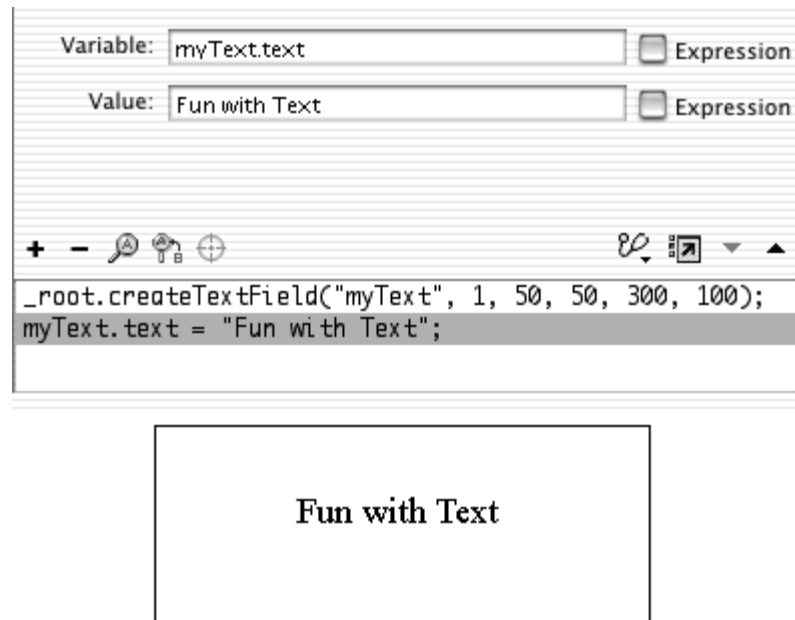 Variable: myText.text Expression
Value: Fun with Text Expression
+ -
_root.createTextField("myText", 1, 50, 50, 300, 100);
myText.text = "Fun with Text";
Fun with Text